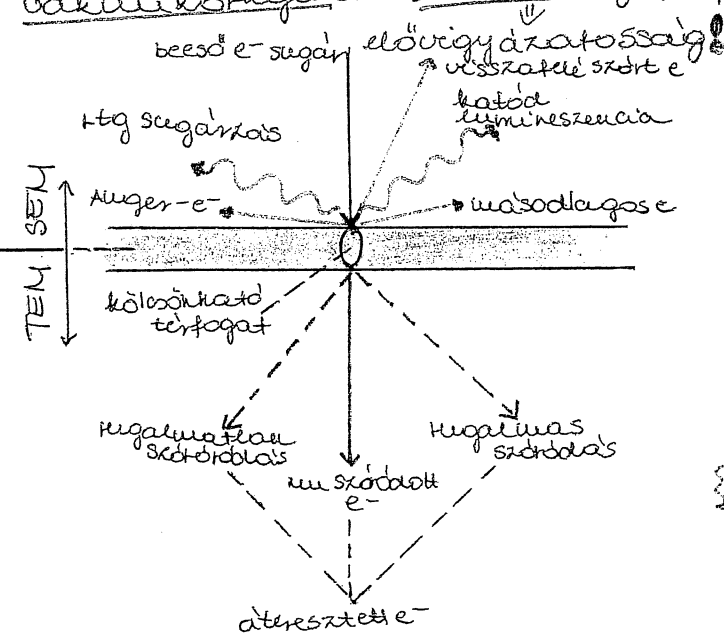 beeső e⁻ sugár
elővigyázatosság!
visszafelé szórt e
katód
lumineszencia
rtg sugárzás
Auger-e⁻
másodlagos e
SEM
TEM
kölcsönható
térfogat
rugalmatlan
szóródás
rugalmas
szóródás
nem szóródott
e⁻
áteresztett e⁻